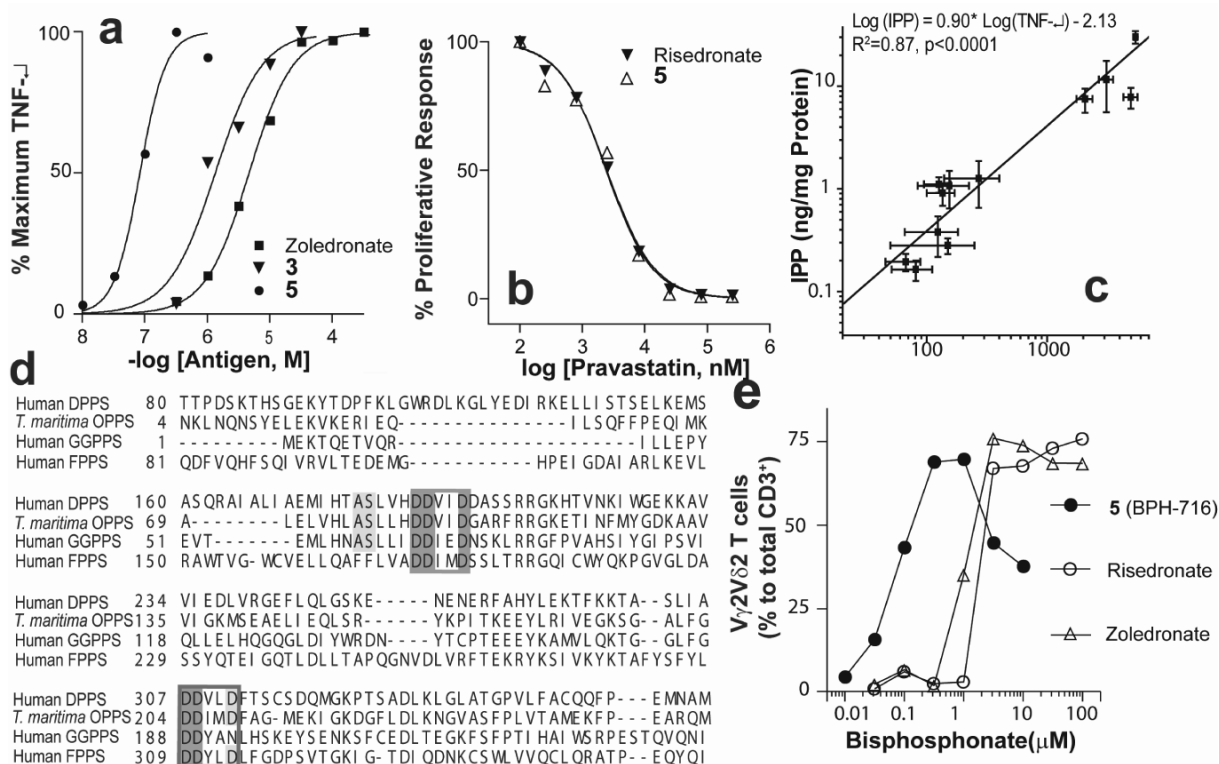 a
100
50
0
% Maximum TNF-↵
Zoledronate
3
5
8 7 6 5 4
-log [Antigen, M]
100
50
0
% Proliferative Response
Risedronate
5
b
2 3 4 5 6
log [Pravastatin, nM]
Log (IPP) = 0.90* Log(TNF-↵) - 2.13
R²=0.87, p<0.0001
10
1
0.1
IPP (ng/mg Protein)
c
100 1000
d
Human DPPS 80 TTPDSKTHSGEKYTDPFKLGWRDLKGLYEDIRKELLISTSELKEMS
T. maritima OPPS 4 NKLNQNSYELEKVKERIEQ------------ILSQFFPEQIMK
Human GGPPS 1 -------MEKTQETVQR----------------ILLEPY
Human FPPS 81 QDFVQHFSQIVRVLTEDEMG----------HPEIGDAIARLKEVL
Human DPPS 160 ASQRAIALIAEMIHTASLVHDDVIDDASSRRGKHTVNKIWGEKKAV
T. maritima OPPS 69 A--------LELVHLASLLHDDVIDGARFRRGKETINFMYGDKAAV
Human GGPPS 51 EVT------EMLHNASLLIDDIEDNSKLRRGFPVAHSIYGIPSVI
Human FPPS 150 RAWTVG-WCVELLQAFFLVADDIMDSSLTRRGQICWYQKPGVGLDA
Human DPPS 234 VIEDLVRGEFLQLGSKE-----NENERFAHYLEKTFKKTA--SLIA
T. maritima OPPS 135 VIGKMSEAELIEQLSR------YKPITKEEYLRIVEGKSG--ALFG
Human GGPPS 118 QLLELHQGQGLDIYWRDN----YTCPTEEEYKAMVLQKTG--GLFG
Human FPPS 229 SSYQTEIGQTLDLLTAPQGNVDLVRFTEKRYKSIVKYKTAFYSFYL
Human DPPS 307 DDVLDFTSCSDQMGKPTSADLKLGLATGPVLFACQQFP---EMNAM
T. maritima OPPS 204 DDIMDFAG-MEKIGKDGFLDLKNGVASFPLVTAMEKFP---EARQM
Human GGPPS 188 DDYANLHSKEYSENKSFCEDLTEGKFSFPTIHAIWSRPESTQVQNI
Human FPPS 309 DDYLDLFGDPSVTGKIG-TDIQDNKCSWLVVQCLQRATP---EQYQI
e
75
50
25
0
Vγ2Vδ2 T cells
(% to total CD3⁺)
5 (BPH-716)
Risedronate
Zoledronate
0.01 0.1 1 10 100
Bisphosphonate(μM)